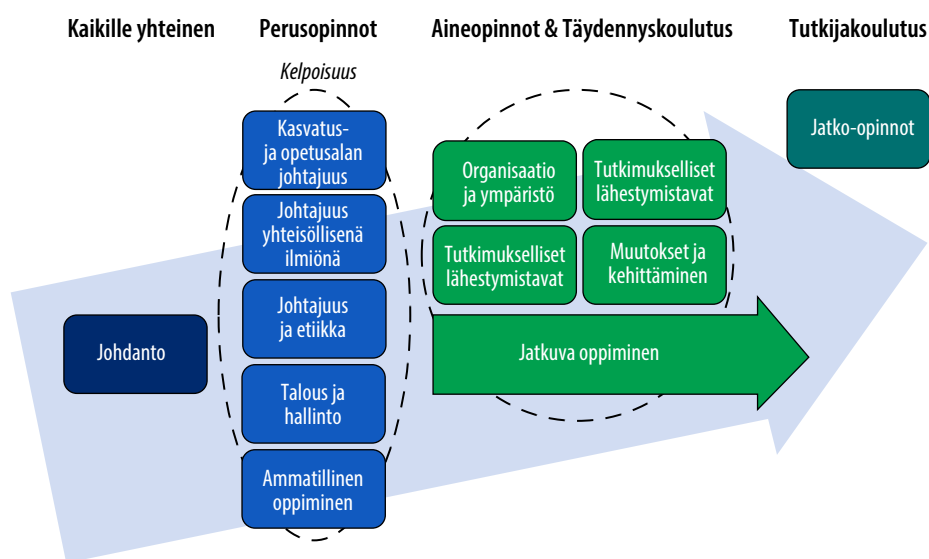 Kaikille yhteinen
Perusopinnot
Aineopinnot & Täydennyskoulutus
Tutkijakoulutus
Kelpoisuus
Kasvatus-
ja opetusalan
johtajuus
Johtajuus
yhteisöllisenä
ilmiönä
Johtajuus
ja etiikka
Talous ja
hallinto
Ammatillinen
oppiminen
Johdanto
Organisaatio
ja ympäristö
Tutkimukselliset
lähestymistavat
Tutkimukselliset
lähestymistavat
Muutokset ja
kehittäminen
Jatkuva oppiminen
Jatko-opinnot